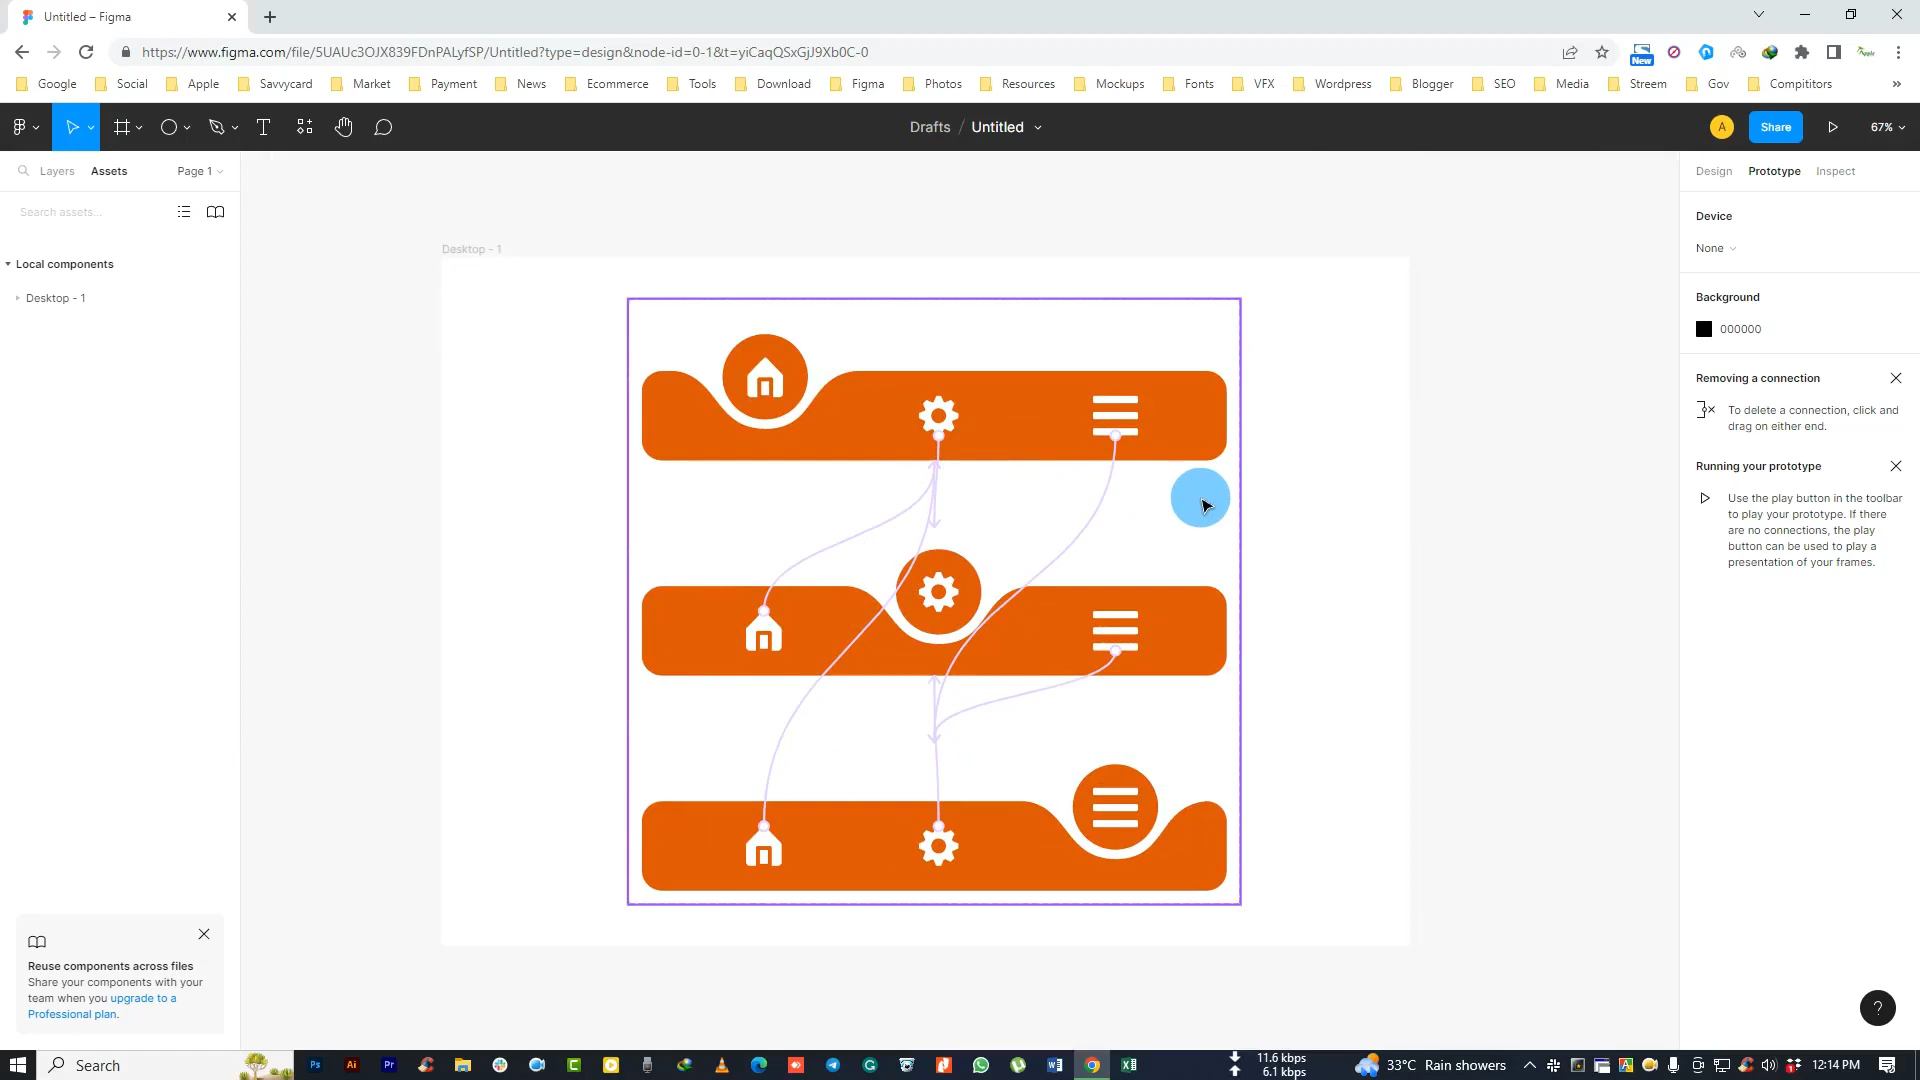 Untitled – Figma
https://www.figma.com/file/5UAUc3OJX839FDnPALyfSP/Untitled?type=design&node-id=0-1&t=yiCaqQSxGjJ9Xb0C-0
New
Google Social Apple Savvycard Market Payment News Ecommerce Tools Download Figma Photos Resources Mockups Fonts VFX Wordpress Blogger SEO Media Streem Gov Compititors »
Drafts / Untitled
A
Share
67%
Layers Assets Page 1
Search assets...
Local components
Desktop - 1
Desktop - 1
Design Prototype Inspect
Device
None
Background
000000
Removing a connection
To delete a connection, click and
drag on either end.
Running your prototype
Use the play button in the toolbar
to play your prototype. If there
are no connections, the play
button can be used to play a
presentation of your frames.
Reuse components across files
Share your components with your
team when you upgrade to a
Professional plan.
?
Search
Ps Ai Pr
11.6 kbps
6.1 kbps
33°C Rain showers
12:14 PM